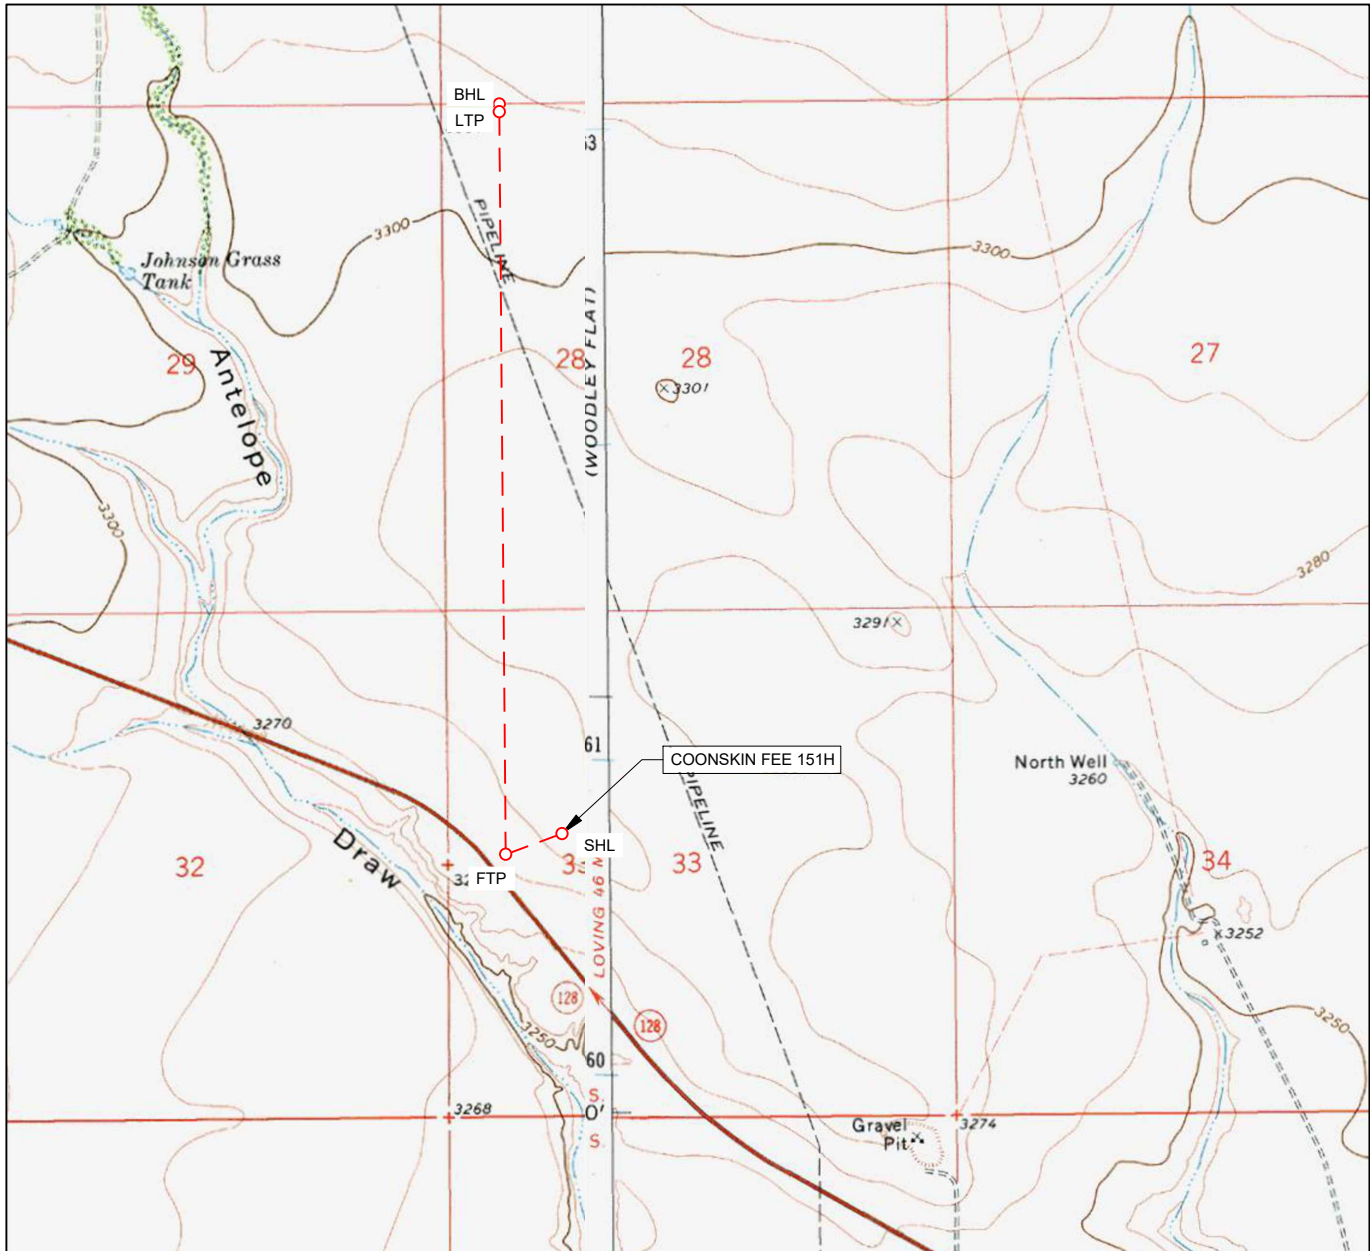 BHL
LTP
53
PIPELINE
3300
3300
Johnson Grass
Tank
(WOODLEY FLAT)
29
28
28
27
Antelope
3301
3300
3280
3291
3270
61
COONSKIN FEE 151H
PIPELINE
North Well
3260
Draw
SHL
32
FTP
33
34
LOVING 46 M
3252
128
128
3250
3250
60
S
0'
S.
3268
3274
Gravel
Pit